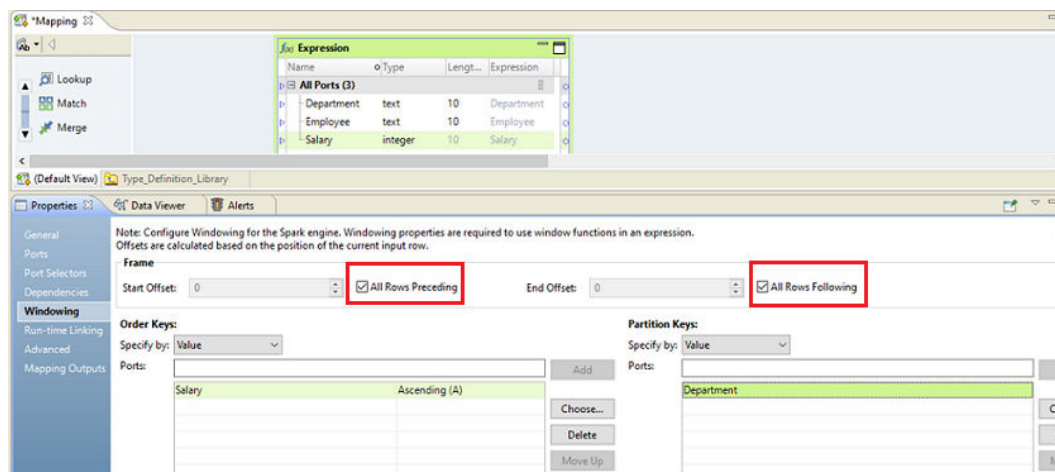 *Mapping
Ab
Lookup
Match
Merge
f(x) Expression
Name Type Lengt... Expression
All Ports (3)
Department text 10 Department
Employee text 10 Employee
Salary integer 10 Salary
(Default View) Type_Definition_Library
Properties Data Viewer Alerts
General
Ports
Port Selectors
Dependencies
Windowing
Run-time Linking
Advanced
Mapping Outputs
Note: Configure Windowing for the Spark engine. Windowing properties are required to use window functions in an expression.
Offsets are calculated based on the position of the current input row.
Frame
Start Offset: 0 All Rows Preceding End Offset: 0 All Rows Following
Order Keys: Partition Keys:
Specify by: Value Specify by: Value
Ports: Add Ports:
Salary Ascending (A) Department
Choose...
Delete
Move Up